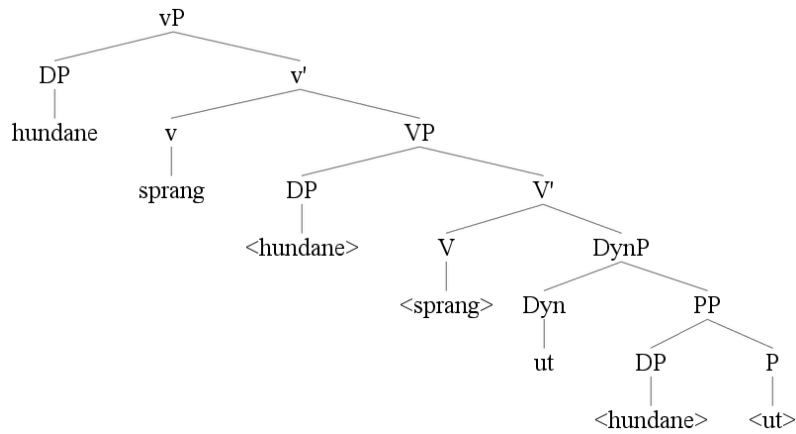 vP
DP v'
hundane v VP
sprang DP V'
<hundane> V DynP
<sprang> Dyn PP
ut DP P
<hundane> <ut>